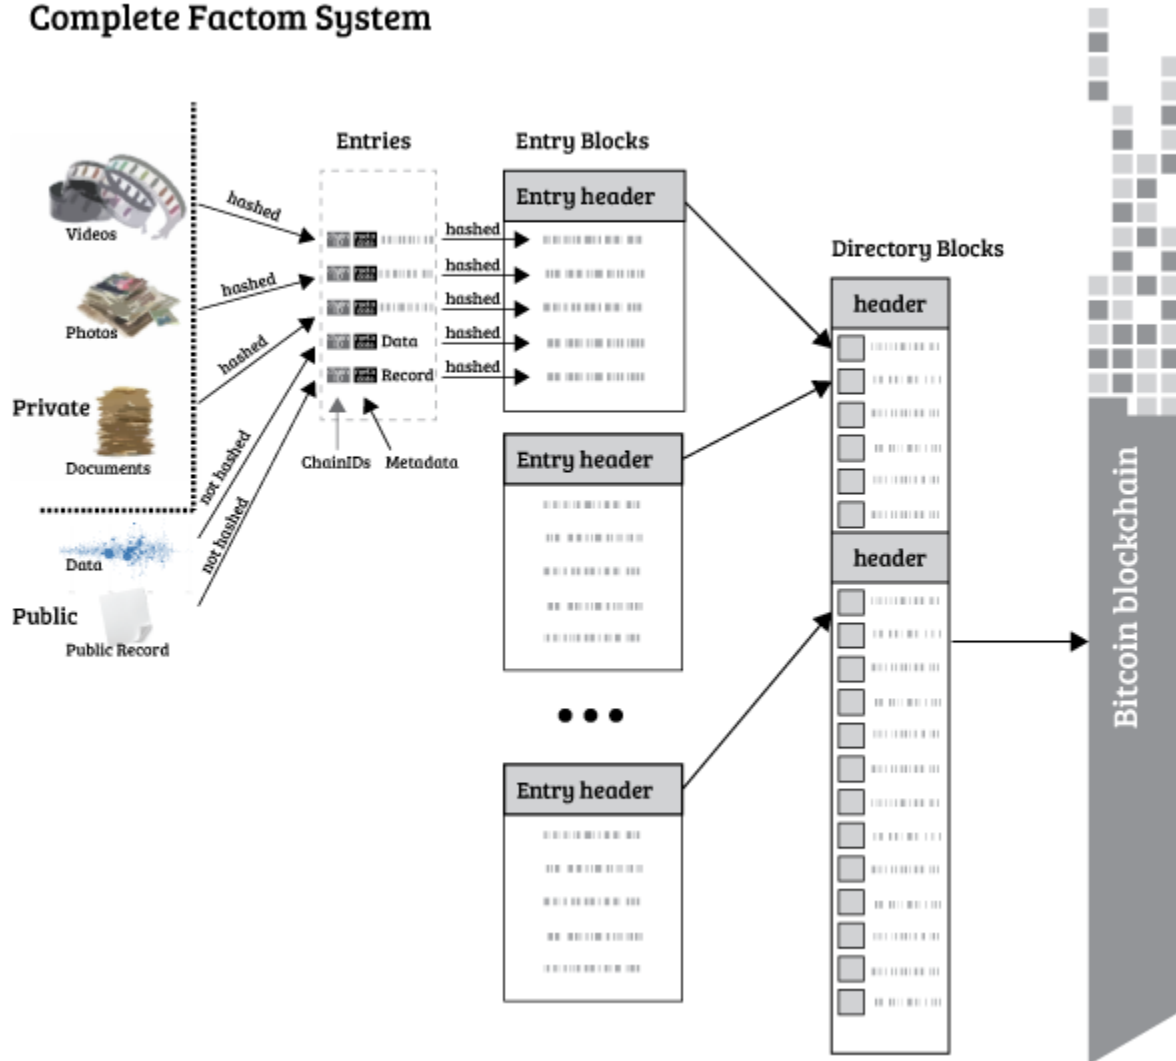 Complete Factom System
Entries
Entry Blocks
Directory Blocks
Videos
Photos
Private
Documents
Data
Public
Public Record
hashed
hashed
hashed
not hashed
not hashed
Data
Record
ChainIDs
Metadata
hashed
hashed
hashed
hashed
hashed
Entry header
Entry header
Entry header
header
header
Bitcoin blockchain